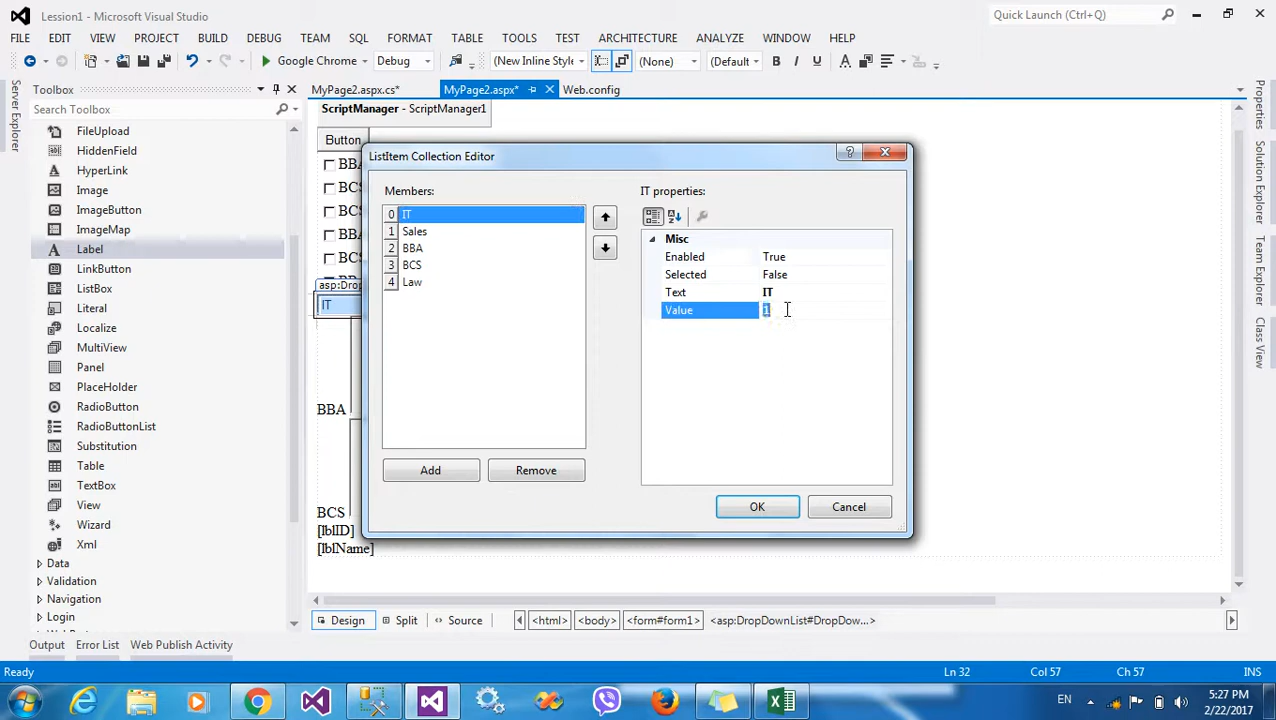 Lession1 - Microsoft Visual Studio
Quick Launch (Ctrl+Q)
FILE EDIT VIEW PROJECT BUILD DEBUG TEAM SQL FORMAT TABLE TOOLS TEST ARCHITECTURE ANALYZE WINDOW HELP
Google Chrome Debug (New Inline Style (None) (Default B I U A
Server Explorer
Toolbox
Search Toolbox
FileUpload
HiddenField
HyperLink
Image
ImageButton
ImageMap
Label
LinkButton
ListBox
Literal
Localize
MultiView
Panel
PlaceHolder
RadioButton
RadioButtonList
Substitution
Table
TextBox
View
Wizard
Xml
Data
Validation
Navigation
Login
MyPage2.aspx.cs* MyPage2.aspx* Web.config
ScriptManager - ScriptManager1
Button
BBA
BCS
BCS
BBA
BCS
asp:Drop
IT
BBA
BCS
[lblID]
[lblName]
ListItem Collection Editor
Members:
0 IT
1 Sales
2 BBA
3 BCS
4 Law
Add Remove
IT properties:
Misc
Enabled True
Selected False
Text IT
Value 1
OK Cancel
Properties
Solution Explorer
Team Explorer
Class View
Design Split Source <html> <body> <form#form1> <asp:DropDownList#DropDow...>
Output Error List Web Publish Activity
Ready Ln 32 Col 57 Ch 57 INS
EN
5:27 PM
2/22/2017